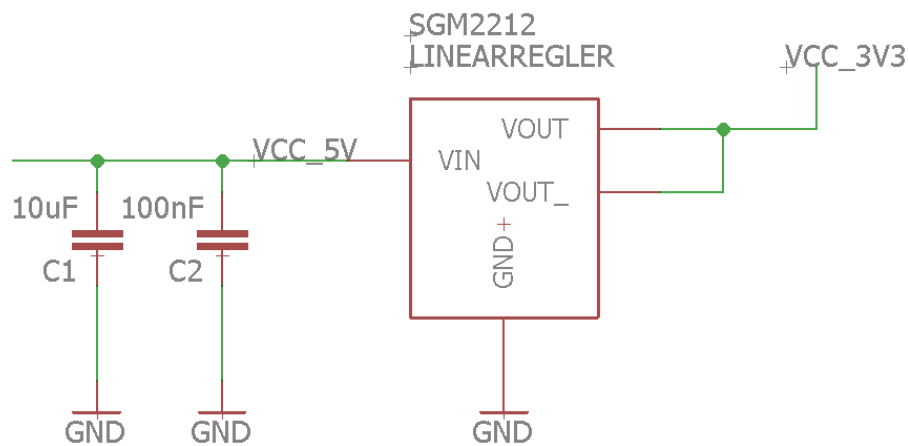 SGM2212
LINEARREGLER
VCC_3V3
VOUT
VCC_5V
VIN
VOUT_
10uF
100nF
GND
C1
C2
GND
GND
GND